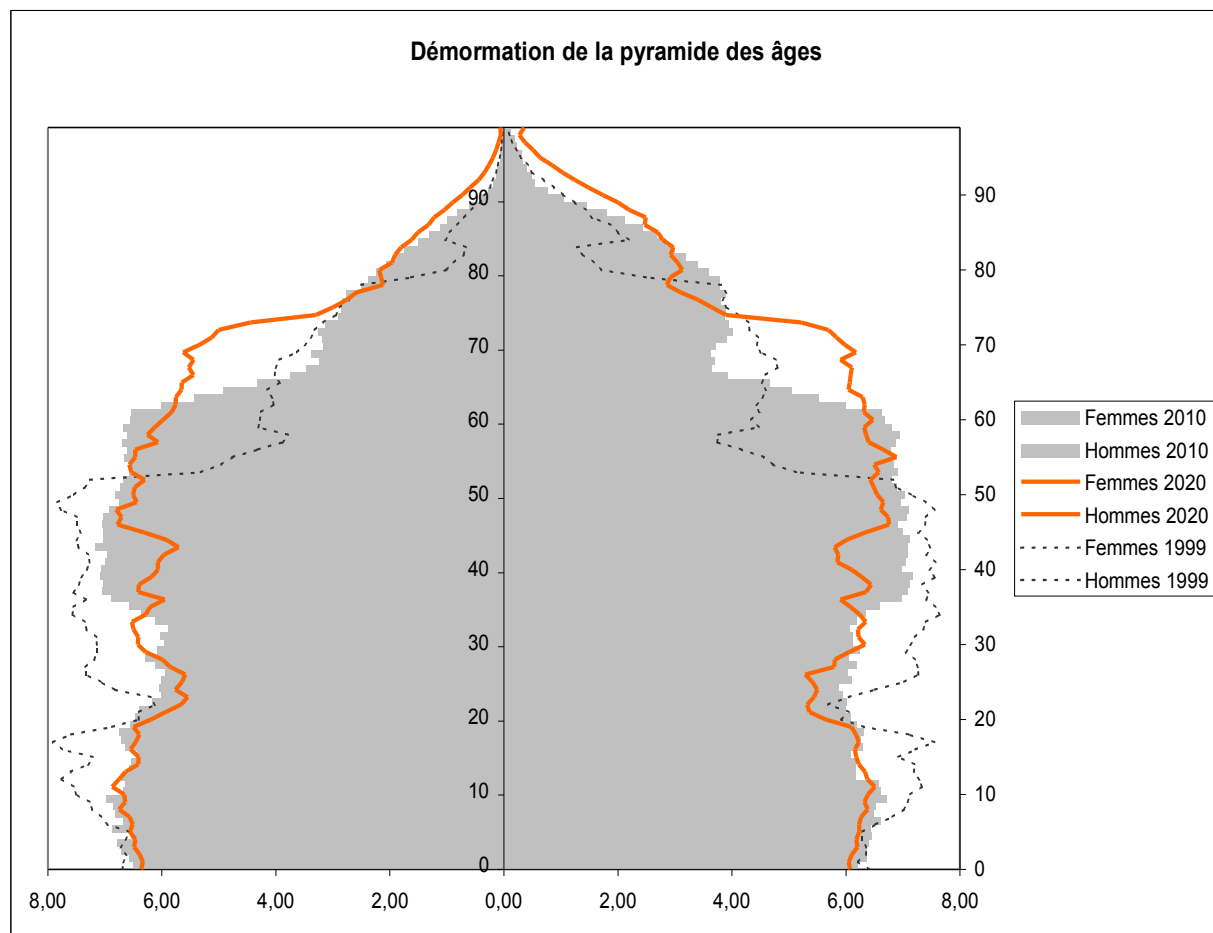 Démormation de la pyramide des âges
90
80
70
60
50
40
30
20
10
0
90
80
70
60
50
40
30
20
10
0
8,00 6,00 4,00 2,00 0,00 2,00 4,00 6,00 8,00
Femmes 2010
Hommes 2010
Femmes 2020
Hommes 2020
Femmes 1999
Hommes 1999